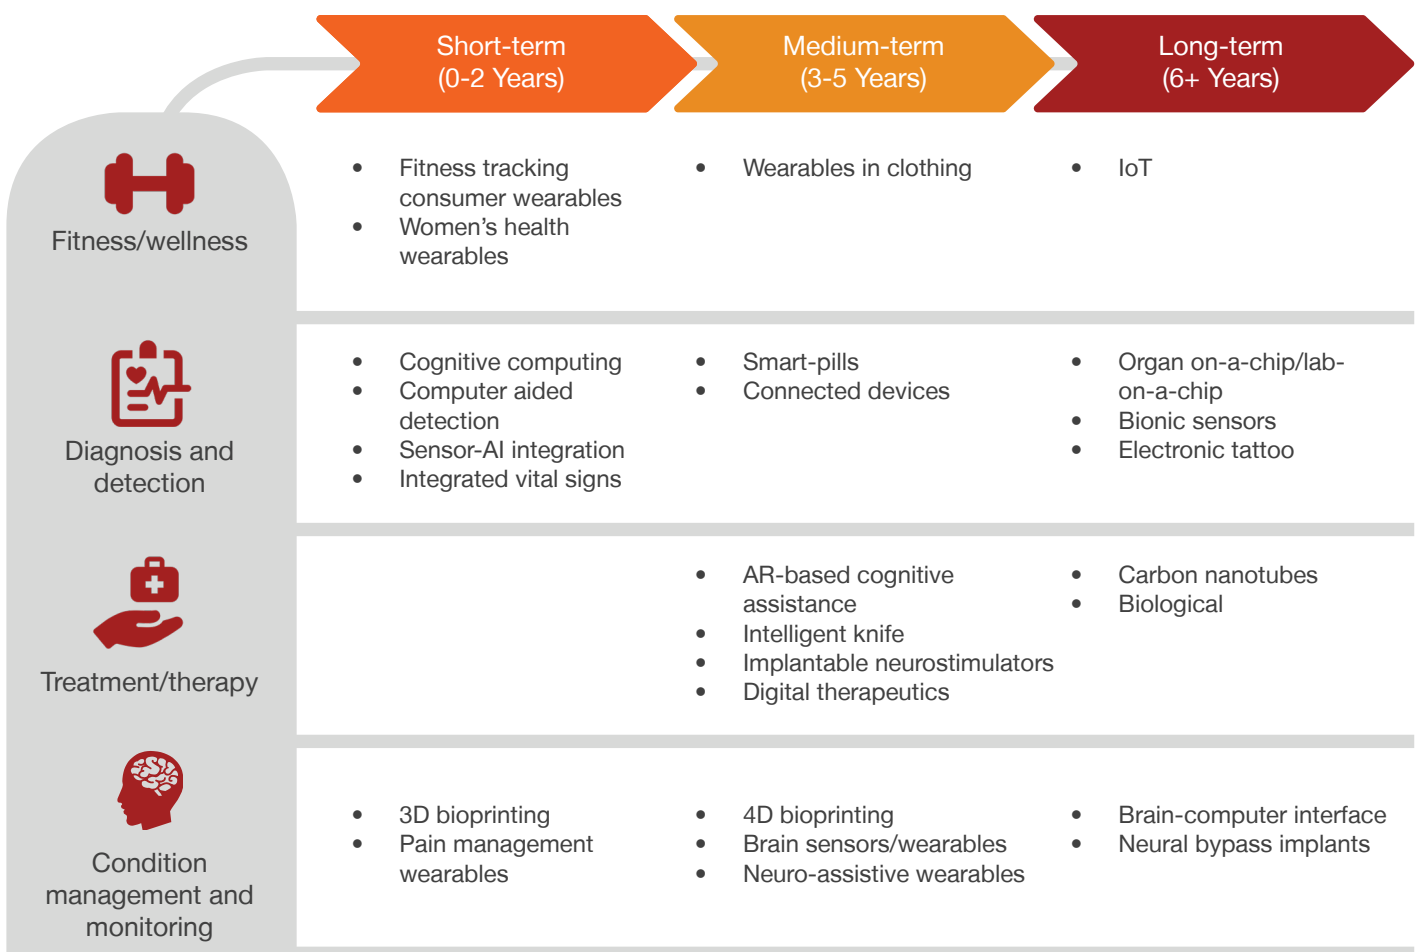 Short-term
(0-2 Years)
Medium-term
(3-5 Years)
Long-term
(6+ Years)
Fitness/wellness
• Fitness tracking
consumer wearables
• Women’s health
wearables
• Wearables in clothing
• IoT
Diagnosis and
detection
• Cognitive computing
• Computer aided
detection
• Sensor-AI integration
• Integrated vital signs
• Smart-pills
• Connected devices
• Organ on-a-chip/lab-
on-a-chip
• Bionic sensors
• Electronic tattoo
Treatment/therapy
• AR-based cognitive
assistance
• Intelligent knife
• Implantable neurostimulators
• Digital therapeutics
• Carbon nanotubes
• Biological
Condition
management and
monitoring
• 3D bioprinting
• Pain management
wearables
• 4D bioprinting
• Brain sensors/wearables
• Neuro-assistive wearables
• Brain-computer interface
• Neural bypass implants